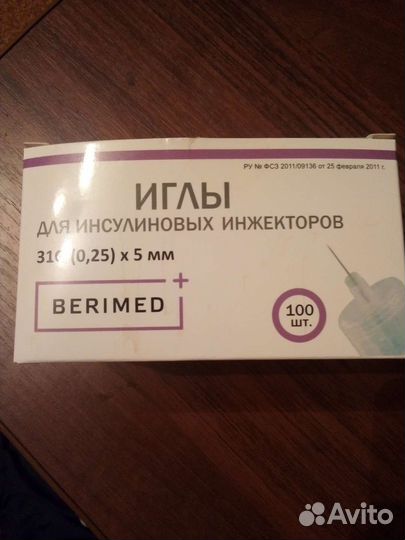 РУ № ФСЗ 2011/09136 от 25 февраля 2011 г.
ИГЛЫ
ДЛЯ ИНСУЛИНОВЫХ ИНЖЕКТОРОВ
31G (0,25) x 5 мм
BERIMED
100
шт.
Avito